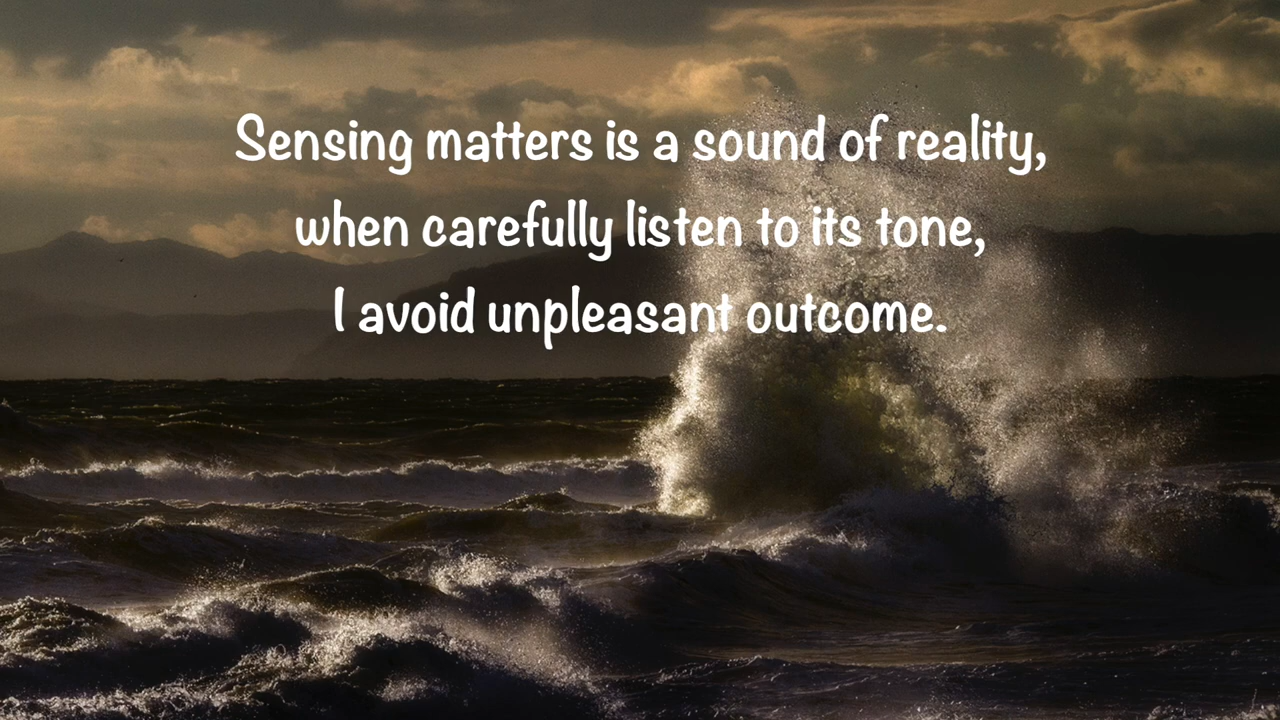 Sensing matters is a sound of reality,
when carefully listen to its tone,
I avoid unpleasant outcome.